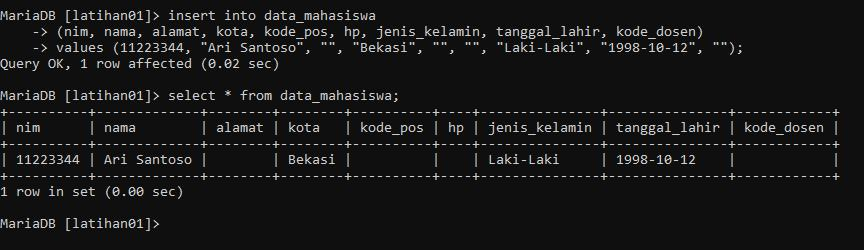 MariaDB [latihan01]> insert into data_mahasiswa
    -> (nim, nama, alamat, kota, kode_pos, hp, jenis_kelamin, tanggal_lahir, kode_dosen)
    -> values (11223344, "Ari Santoso", "", "Bekasi", "", "", "Laki-Laki", "1998-10-12", "");
Query OK, 1 row affected (0.02 sec)

MariaDB [latihan01]> select * from data_mahasiswa;
+----------+-------------+--------+--------+----------+----+---------------+---------------+------------+
| nim      | nama        | alamat | kota   | kode_pos | hp | jenis_kelamin | tanggal_lahir | kode_dosen |
+----------+-------------+--------+--------+----------+----+---------------+---------------+------------+
| 11223344 | Ari Santoso |        | Bekasi |          |    | Laki-Laki     | 1998-10-12    |            |
+----------+-------------+--------+--------+----------+----+---------------+---------------+------------+
1 row in set (0.00 sec)

MariaDB [latihan01]>